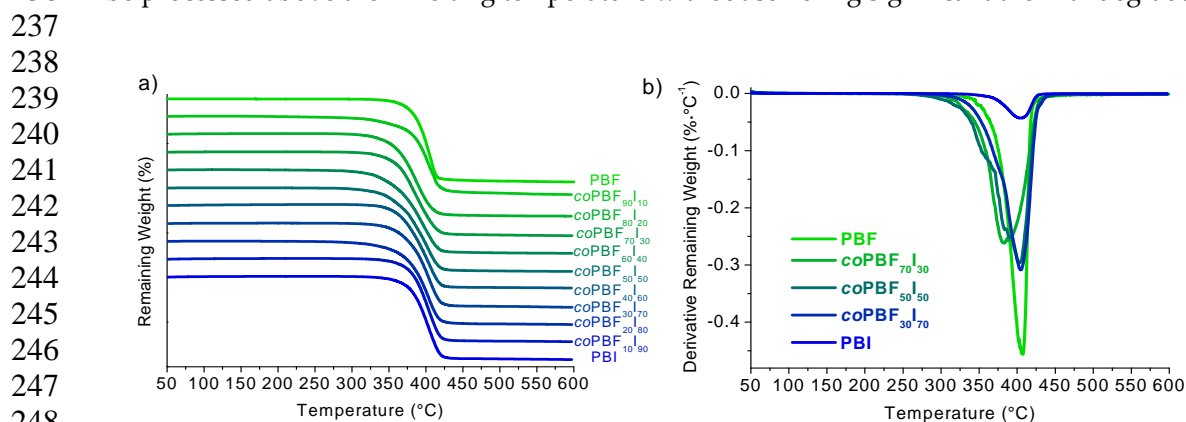 237
238
239
240
241
242
243
244
245
246
247
248
a)
Remaining Weight (%)
PBF
coPBF90I10
coPBF80I20
coPBF70I30
coPBF60I40
coPBF50I50
coPBF40I60
coPBF30I70
coPBF20I80
coPBF10I90
PBI
50 100 150 200 250 300 350 400 450 500 550 600
Temperature (°C)
b)
Derivative Remaining Weight (%·°C-1)
0.0
-0.1
-0.2
-0.3
-0.4
PBF
coPBF70I30
coPBF50I50
coPBF30I70
PBI
50 100 150 200 250 300 350 400 450 500 550 600
Temperature (°C)